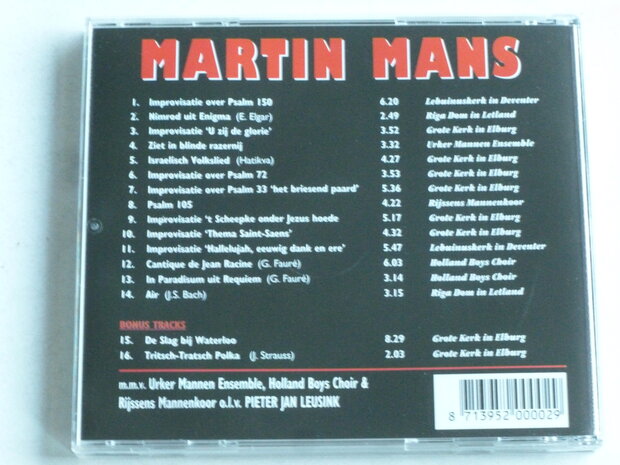 MARTIN MANS
1. Improvisatie over Psalm 150 6.20 Lebuinuskerk in Deventer
2. Nimrod uit Enigma (E. Elgar) 2.49 Riga Dom in Letland
3. Improvisatie 'U zij de glorie' 3.52 Grote Kerk in Elburg
4. Ziet in blinde razernij 3.32 Urker Mannen Ensemble
5. Israelisch Volkslied (Hatikva) 4.27 Grote Kerk in Elburg
6. Improvisatie over Psalm 72 3.53 Grote Kerk in Elburg
7. Improvisatie over Psalm 33 'het briesend paard' 5.36 Grote Kerk in Elburg
8. Psalm 105 4.22 Rijssens Mannenkoor
9. Improvisatie 't Scheepke onder Jezus hoede 5.17 Grote Kerk in Elburg
10. Improvisatie 'Thema Saint-Saens' 4.32 Grote Kerk in Elburg
11. Improvisatie 'Hallelujah, eeuwig dank en ere' 5.47 Lebuinuskerk in Deventer
12. Cantique de Jean Racine (G. Fauré) 6.03 Holland Boys Choir
13. In Paradisum uit Requiem (G. Fauré) 3.14 Holland Boys Choir
14. Air (J.S. Bach) 3.15 Riga Dom in Letland
BONUS TRACKS
15. De Slag bij Waterloo 8.29 Grote Kerk in Elburg
16. Tritsch-Tratsch Polka (J. Strauss) 2.03 Grote Kerk in Elburg
m.m.v. Urker Mannen Ensemble, Holland Boys Choir &
Rijssens Mannenkoor o.l.v. PIETER JAN LEUSINK
8 713952 000029